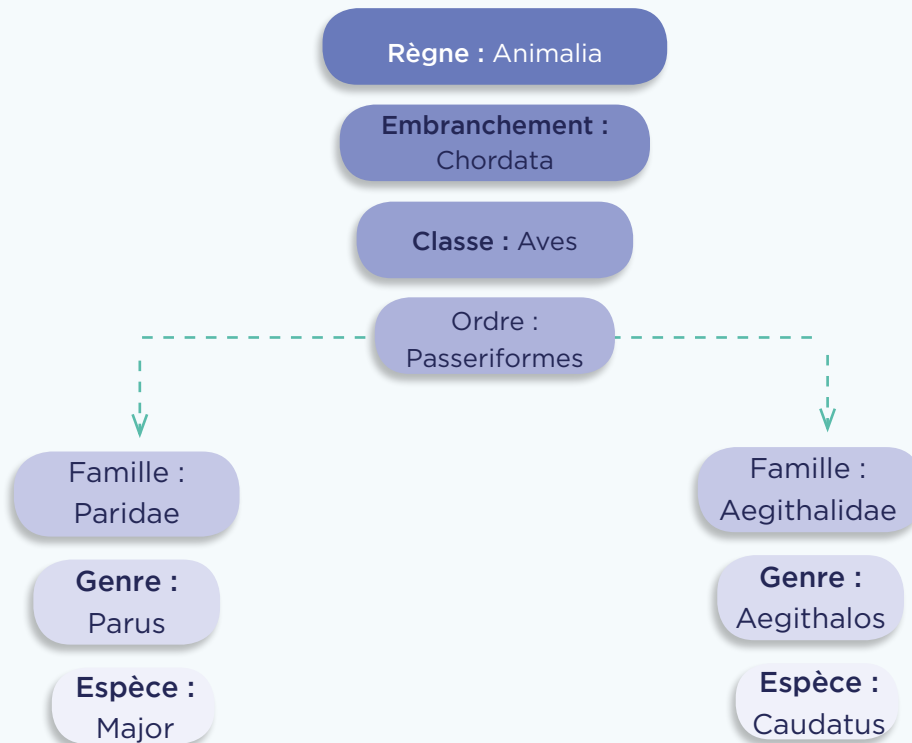 Règne : Animalia
Embranchement :
Chordata
Classe : Aves
Ordre :
Passeriformes
Famille :
Paridae
Genre :
Parus
Espèce :
Major
Famille :
Aegithalidae
Genre :
Aegithalos
Espèce :
Caudatus